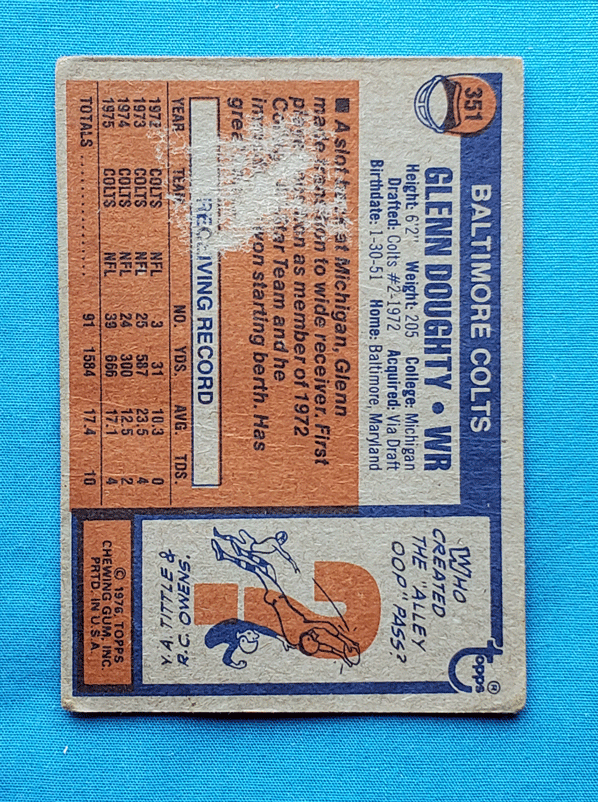 351
BALTIMORE COLTS
GLENN DOUGHTY • WR
Height: 6'2" Weight: 205 College: Michigan
Drafted: Colts #2-1972 Acquired: Via Draft
Birthdate: 1-30-51 Home: Baltimore, Maryland
■ A slot Michigan, Glenn
made to wide receiver. First
as member of 1972
Team and he
won starting berth. Has
RECEIVING RECORD
YEAR TEAM NO. YDS. AVG. TDS
1972 COLTS NFL 3 31 10.3 0
1973 COLTS NFL 25 587 23.5 4
1974 COLTS NFL 24 300 12.5 2
1975 COLTS NFL 39 666 17.1 4
TOTALS 91 1584 17.4 10
topps®
WHO
CREATED
THE "ALLEY
OOP" PASS?
?
Y.A. TITTLE &
R.C. OWENS.
© 1976, TOPPS
CHEWING GUM, INC.
PRTD. IN U.S.A.